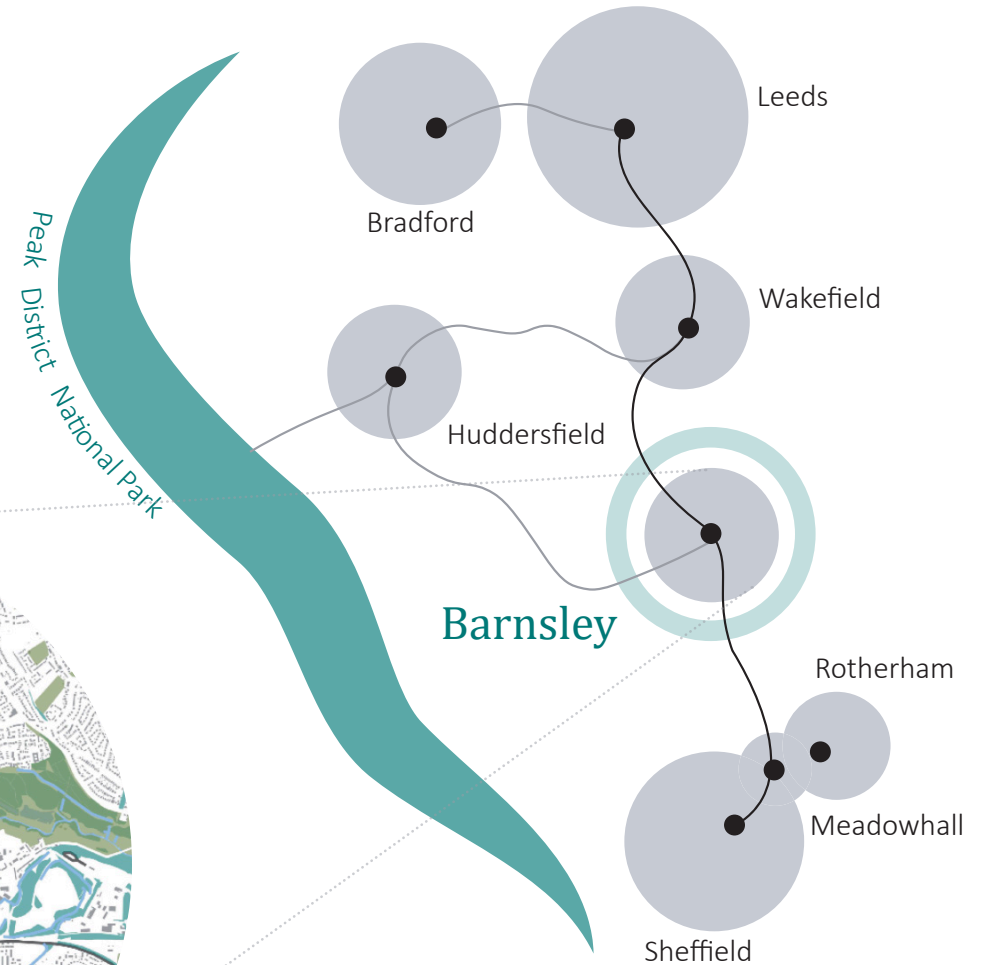 Leeds
Bradford
Peak District National Park
Wakefield
Huddersfield
Barnsley
Rotherham
Meadowhall
Sheffield